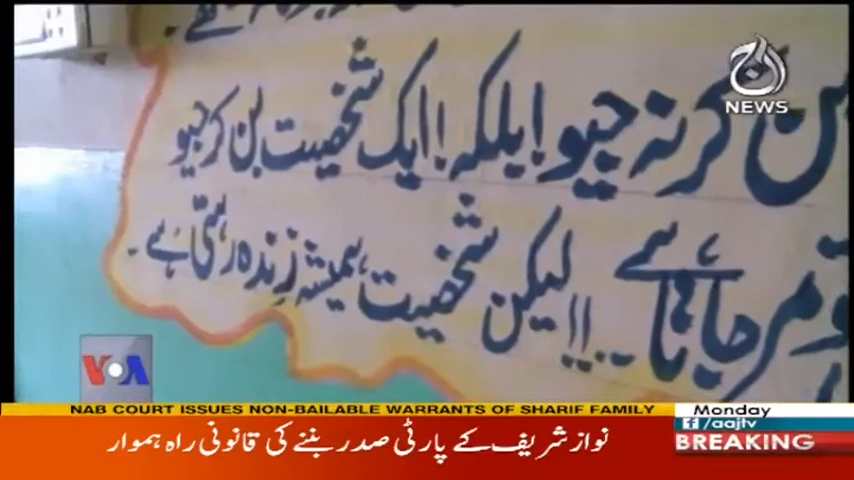 ن کر نہ جیو! بلکہ! ایک شخصیت بن کر جیو
تو مر جاتا ہے... !! لیکن شخصیت ہمیشہ زندہ رہتی ہے۔
آج
NEWS
VOA
NAB COURT ISSUES NON-BAILABLE WARRANTS OF SHARIF FAMILY
Monday
f/aajtv
BREAKING
نواز شریف کے پارٹی صدر بننے کی قانونی راہ ہموار